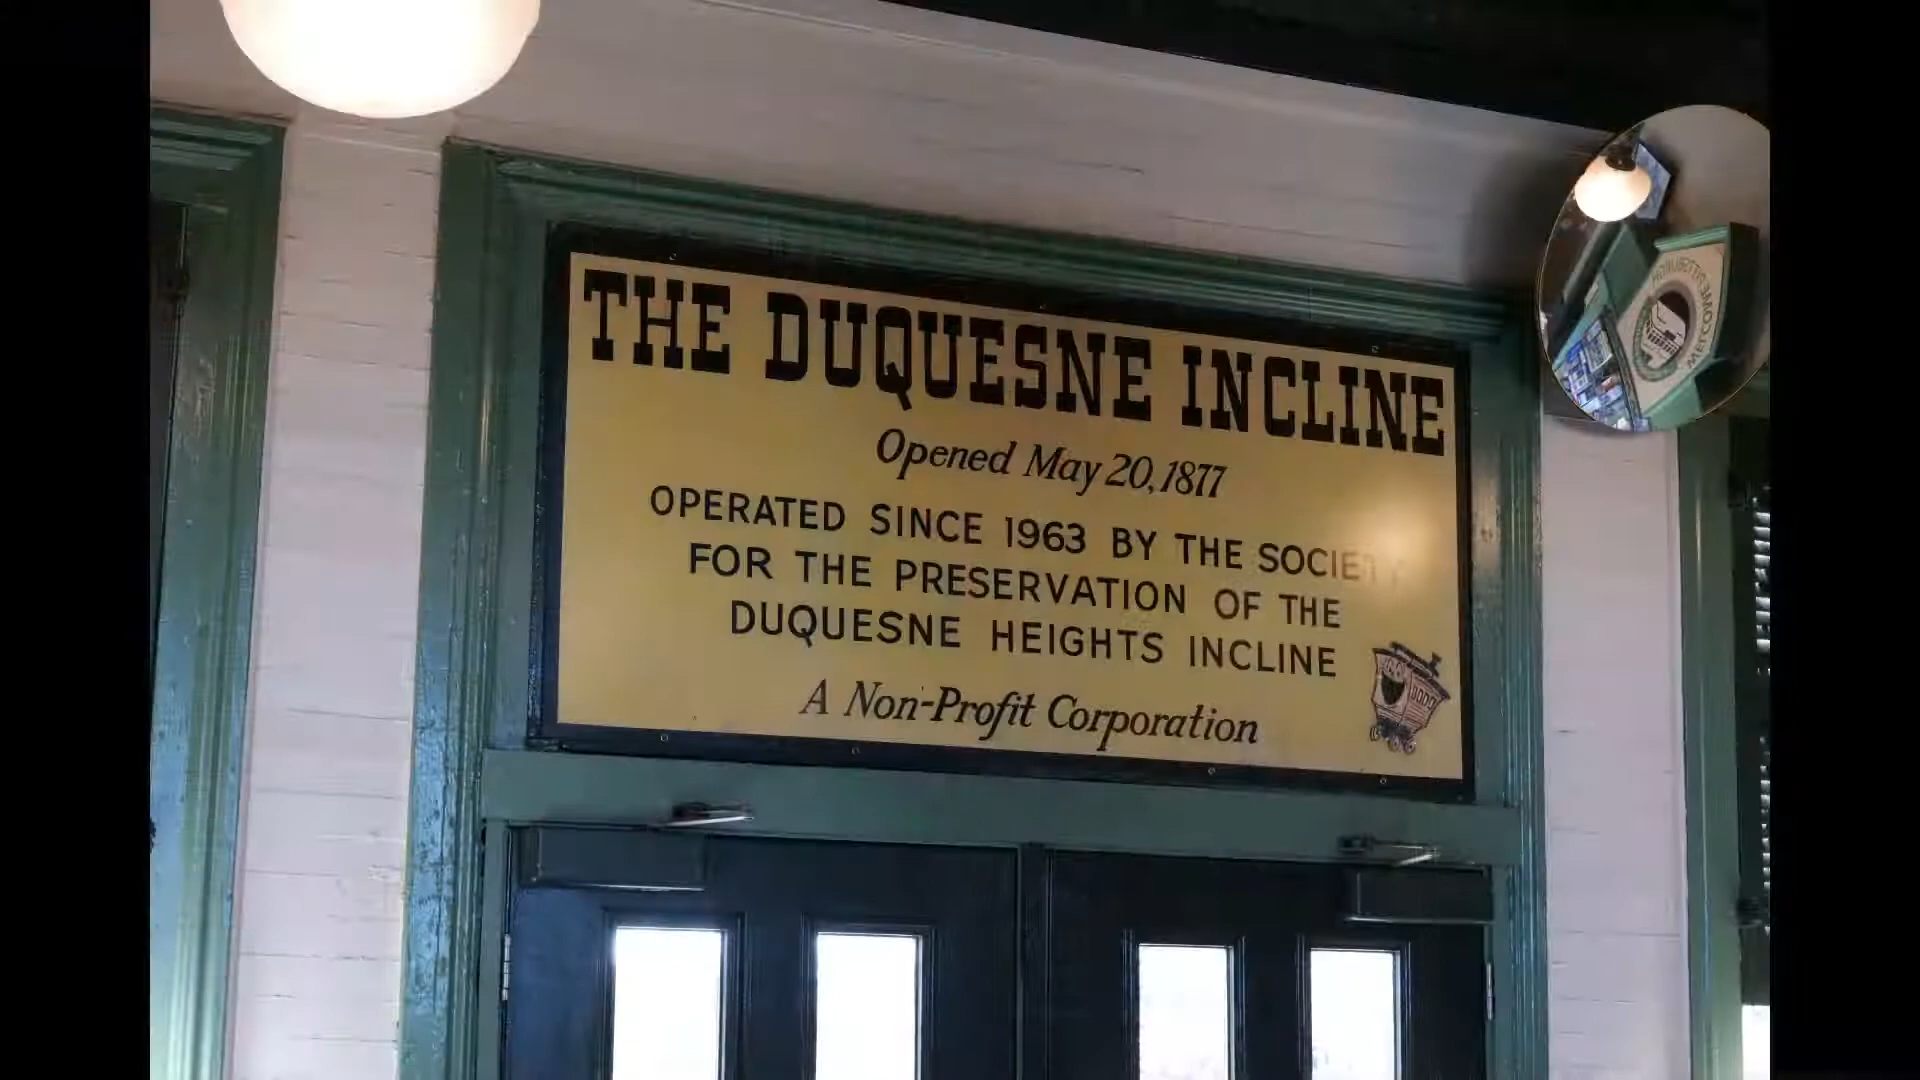 THE DUQUESNE INCLINE
Opened May 20, 1877
OPERATED SINCE 1963 BY THE SOCIETY
FOR THE PRESERVATION OF THE
DUQUESNE HEIGHTS INCLINE
A Non-Profit Corporation